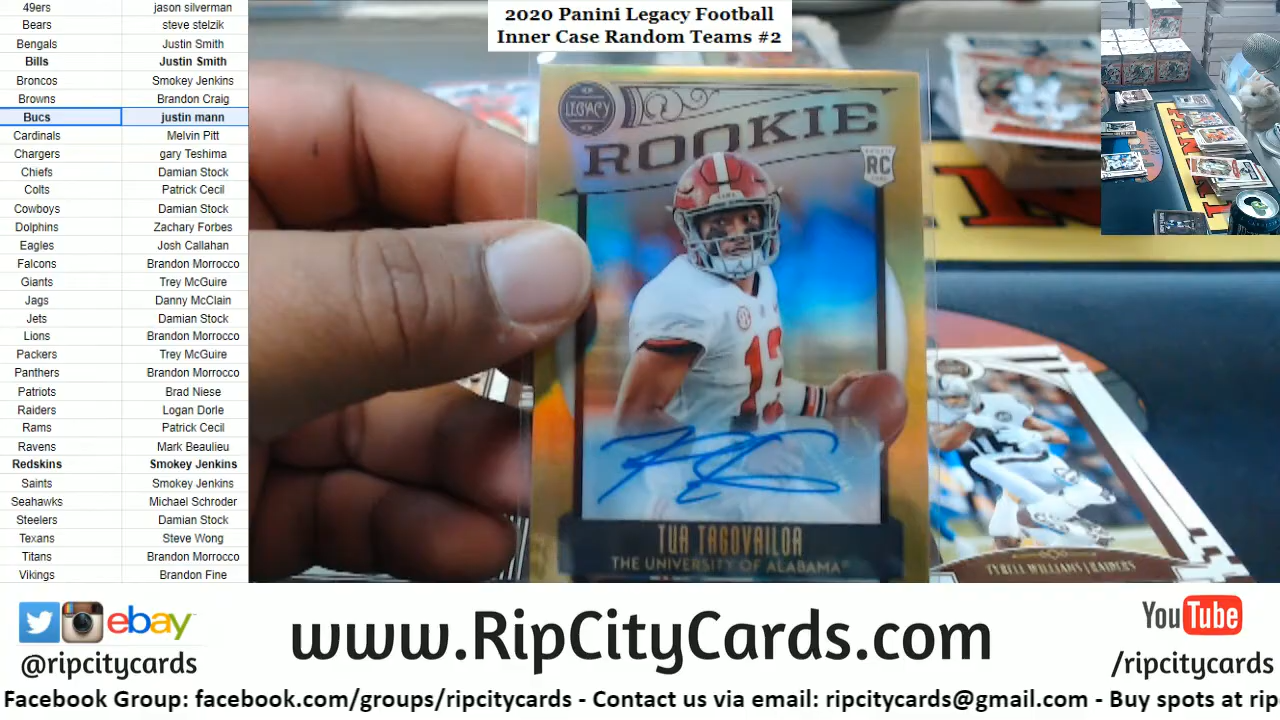 2020 Panini Legacy Football
Inner Case Random Teams #2
49ers jason silverman
Bears steve stelzik
Bengals Justin Smith
Bills Justin Smith
Broncos Smokey Jenkins
Browns Brandon Craig
Bucs justin mann
Cardinals Melvin Pitt
Chargers gary Teshima
Chiefs Damian Stock
Colts Patrick Cecil
Cowboys Damian Stock
Dolphins Zachary Forbes
Eagles Josh Callahan
Falcons Brandon Morrocco
Giants Trey McGuire
Jags Danny McClain
Jets Damian Stock
Lions Brandon Morrocco
Packers Trey McGuire
Panthers Brandon Morrocco
Patriots Brad Niese
Raiders Logan Dorle
Rams Patrick Cecil
Ravens Mark Beaulieu
Redskins Smokey Jenkins
Saints Smokey Jenkins
Seahawks Michael Schroder
Steelers Damian Stock
Texans Steve Wong
Titans Brandon Morrocco
Vikings Brandon Fine
LEGACY
ROOKIE
RC
13
TUA TAGOVAILOA
THE UNIVERSITY OF ALABAMA
TYRELL WILLIAMS | RAIDERS
ebay
@ripcitycards
www.RipCityCards.com
YouTube
/ripcitycards
Facebook Group: facebook.com/groups/ripcitycards - Contact us via email: ripcitycards@gmail.com - Buy spots at rip